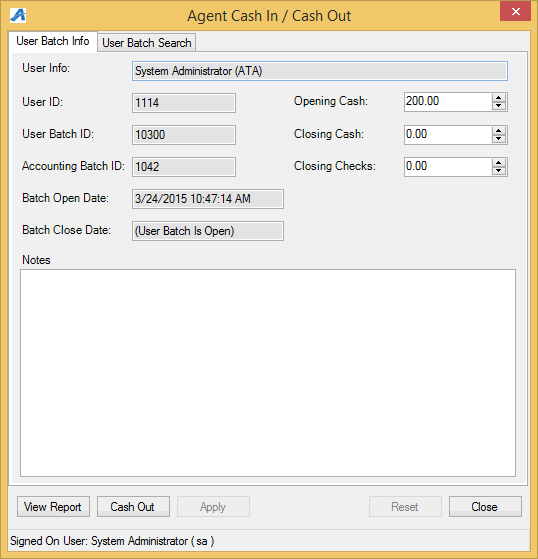 Agent Cash In / Cash Out
User Batch Info User Batch Search
User Info: System Administrator (ATA)
User ID: 1114 Opening Cash: 200.00
User Batch ID: 10300 Closing Cash: 0.00
Accounting Batch ID: 1042 Closing Checks: 0.00
Batch Open Date: 3/24/2015 10:47:14 AM
Batch Close Date: (User Batch Is Open)
Notes
View Report Cash Out Apply Reset Close
Signed On User: System Administrator ( sa )